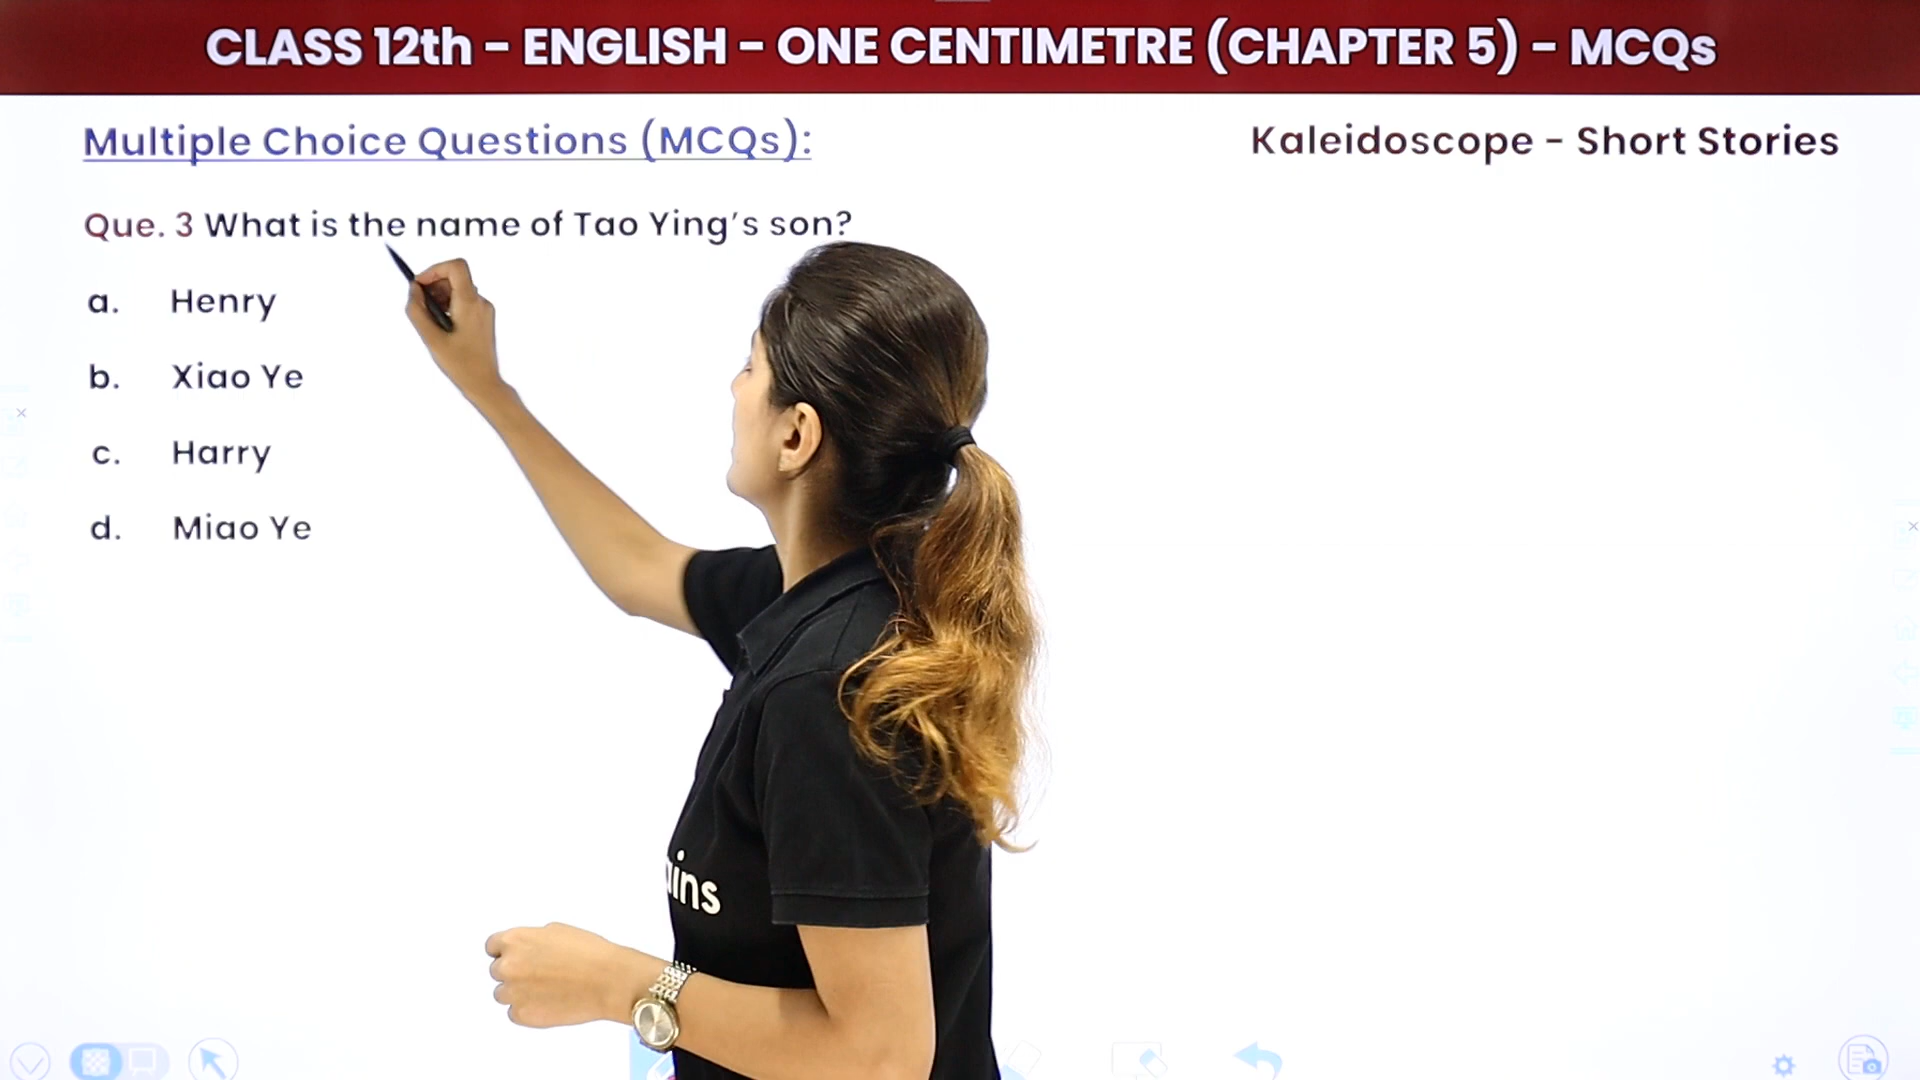 CLASS 12th - ENGLISH - ONE CENTIMETRE (CHAPTER 5) - MCQs
Multiple Choice Questions (MCQs):
Kaleidoscope - Short Stories
Que. 3 What is the name of Tao Ying's son?
a. Henry
b. Xiao Ye
c. Harry
d. Miao Ye
ins